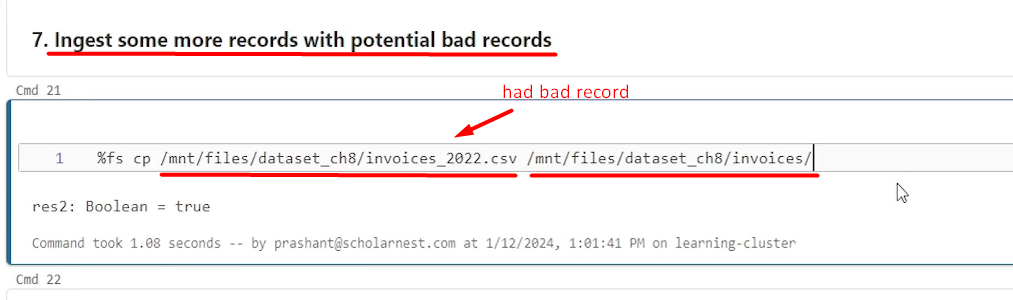 7. Ingest some more records with potential bad records
Cmd 21
had bad record
1 %fs cp /mnt/files/dataset_ch8/invoices_2022.csv /mnt/files/dataset_ch8/invoices/
res2: Boolean = true
Command took 1.08 seconds -- by prashant@scholarnest.com at 1/12/2024, 1:01:41 PM on learning-cluster
Cmd 22